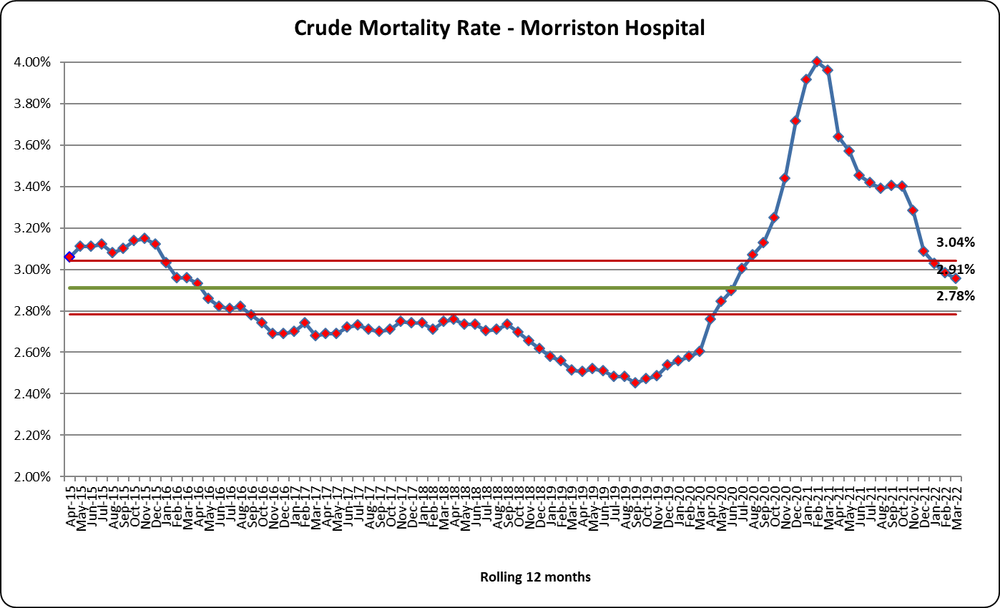 Crude Mortality Rate - Morriston Hospital
4.00%
3.80%
3.60%
3.40%
3.20%
3.00%
2.80%
2.60%
2.40%
2.20%
2.00%
3.04%
2.91%
2.78%
Apr-15
May-15
Jun-15
Jul-15
Aug-15
Sep-15
Oct-15
Nov-15
Dec-15
Jan-16
Feb-16
Mar-16
Apr-16
May-16
Jun-16
Jul-16
Aug-16
Sep-16
Oct-16
Nov-16
Dec-16
Jan-17
Feb-17
Mar-17
Apr-17
May-17
Jun-17
Jul-17
Aug-17
Sep-17
Oct-17
Nov-17
Dec-17
Jan-18
Feb-18
Mar-18
Apr-18
May-18
Jun-18
Jul-18
Aug-18
Sep-18
Oct-18
Nov-18
Dec-18
Jan-19
Feb-19
Mar-19
Apr-19
May-19
Jun-19
Jul-19
Aug-19
Sep-19
Oct-19
Nov-19
Dec-19
Jan-20
Feb-20
Mar-20
Apr-20
May-20
Jun-20
Jul-20
Aug-20
Sep-20
Oct-20
Nov-20
Dec-20
Jan-21
Feb-21
Mar-21
Apr-21
May-21
Jun-21
Jul-21
Aug-21
Sep-21
Oct-21
Nov-21
Dec-21
Jan-22
Feb-22
Mar-22
Rolling 12 months